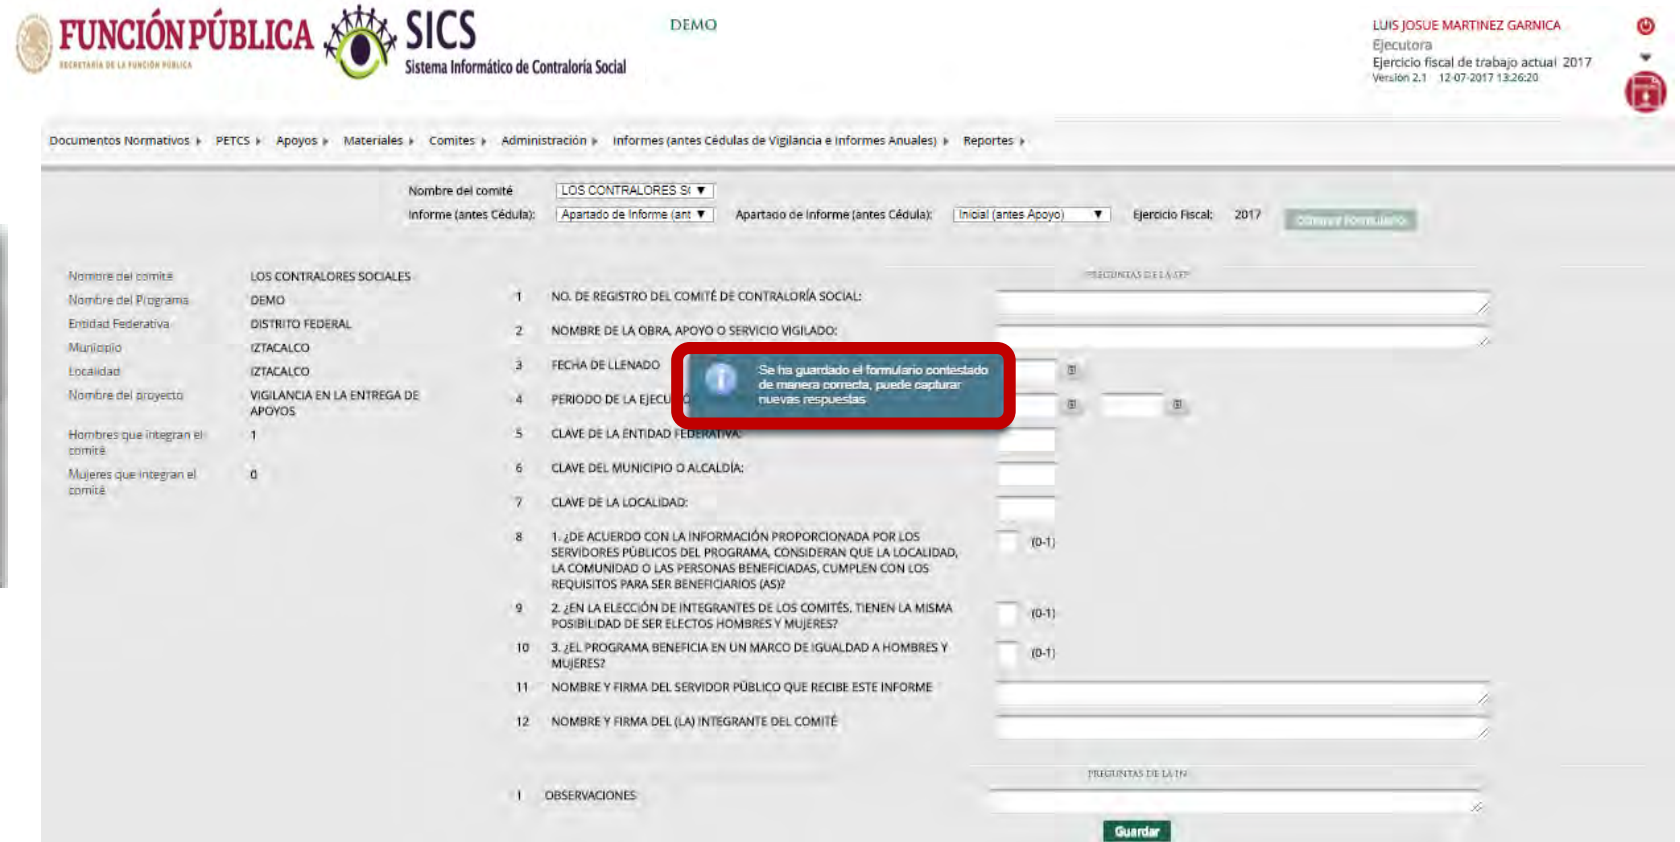 FUNCIÓN PÚBLICA
SECRETARÍA DE LA FUNCIÓN PÚBLICA
SICS
Sistema Informático de Contraloría Social
DEMO
LUIS JOSUE MARTINEZ GARNICA
Ejecutora
Ejercicio fiscal de trabajo actual 2017
Versión 2.1 12-07-2017 13:26:20
Documentos Normativos PETCS Apoyos Materiales Comites Administración Informes (antes Cédulas de Vigilancia e Informes Anuales) Reportes
Nombre del comité LOS CONTRALORES S
Informe (antes Cédula): Apartado de Informe (ant Apartado de Informe (antes Cédula): Inicial (antes Apoyo) Ejercicio Fiscal: 2017
Nombre del comité LOS CONTRALORES SOCIALES
Nombre del Programa DEMO
Entidad Federativa DISTRITO FEDERAL
Municipio IZTACALCO
Localidad IZTACALCO
Nombre del proyecto VIGILANCIA EN LA ENTREGA DE
APOYOS
Hombres que integran el 1
comité
Mujeres que integran el 0
comité
PREGUNTAS DE LA SFP
1 NO. DE REGISTRO DEL COMITÉ DE CONTRALORÍA SOCIAL:
2 NOMBRE DE LA OBRA, APOYO O SERVICIO VIGILADO:
3 FECHA DE LLENADO
4 PERIODO DE LA EJECU
Se ha guardado el formulario contestado
de manera correcta, puede capturar
nuevas respuestas
5 CLAVE DE LA ENTIDAD FEDERATIVA:
6 CLAVE DEL MUNICIPIO O ALCALDÍA:
7 CLAVE DE LA LOCALIDAD:
8 1. ¿DE ACUERDO CON LA INFORMACIÓN PROPORCIONADA POR LOS (0-1)
SERVIDORES PÚBLICOS DEL PROGRAMA, CONSIDERAN QUE LA LOCALIDAD,
LA COMUNIDAD O LAS PERSONAS BENEFICIADAS, CUMPLEN CON LOS
REQUISITOS PARA SER BENEFICIARIOS (AS)?
9 2. ¿EN LA ELECCIÓN DE INTEGRANTES DE LOS COMITÉS, TIENEN LA MISMA (0-1)
POSIBILIDAD DE SER ELECTOS HOMBRES Y MUJERES?
10 3. ¿EL PROGRAMA BENEFICIA EN UN MARCO DE IGUALDAD A HOMBRES Y (0-1)
MUJERES?
11 NOMBRE Y FIRMA DEL SERVIDOR PÚBLICO QUE RECIBE ESTE INFORME
12 NOMBRE Y FIRMA DEL (LA) INTEGRANTE DEL COMITÉ
PREGUNTAS DE LA IN
1 OBSERVACIONES
Guardar